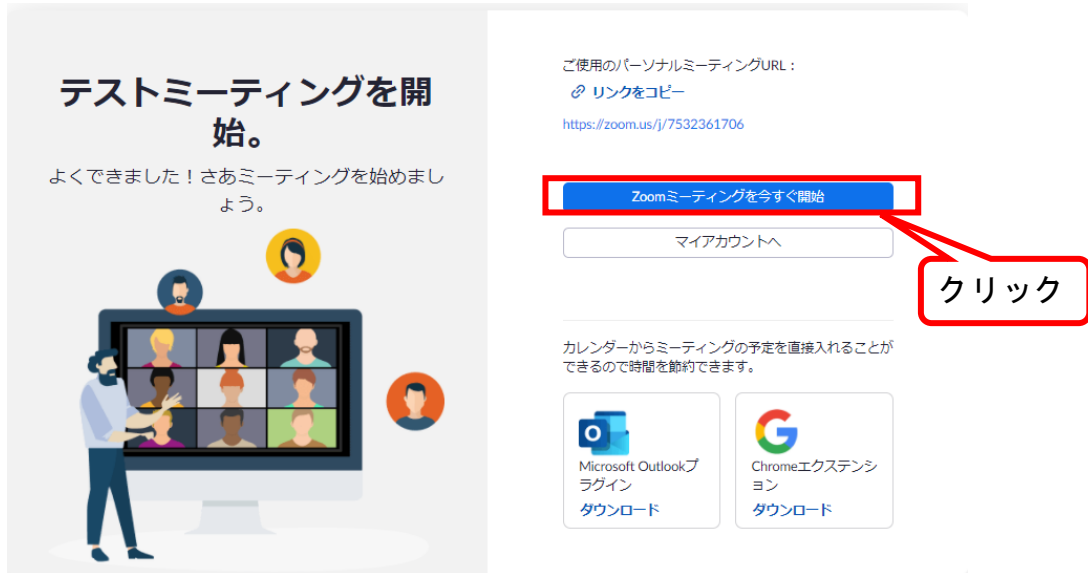 テストミーティングを開
始。
よくできました！さあミーティングを始めまし
ょう。
ご使用のパーソナルミーティングURL：
リンクをコピー
https://zoom.us/j/7532361706
Zoomミーティングを今すぐ開始
マイアカウントへ
クリック
カレンダーからミーティングの予定を直接入れることが
できるので時間を節約できます。
Microsoft Outlookプ
ラグイン
ダウンロード
Chromeエクステンシ
ョン
ダウンロード